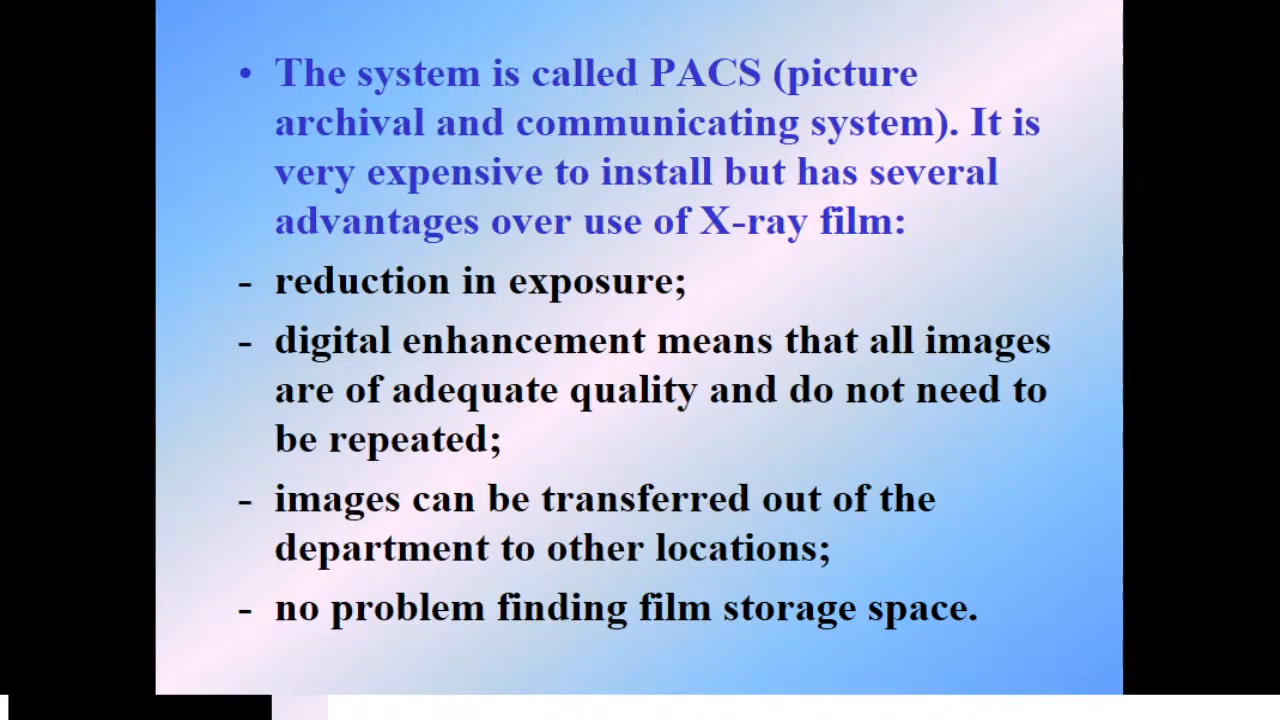 • The system is called PACS (picture
archival and communicating system). It is
very expensive to install but has several
advantages over use of X-ray film:
- reduction in exposure;
- digital enhancement means that all images
are of adequate quality and do not need to
be repeated;
- images can be transferred out of the
department to other locations;
- no problem finding film storage space.